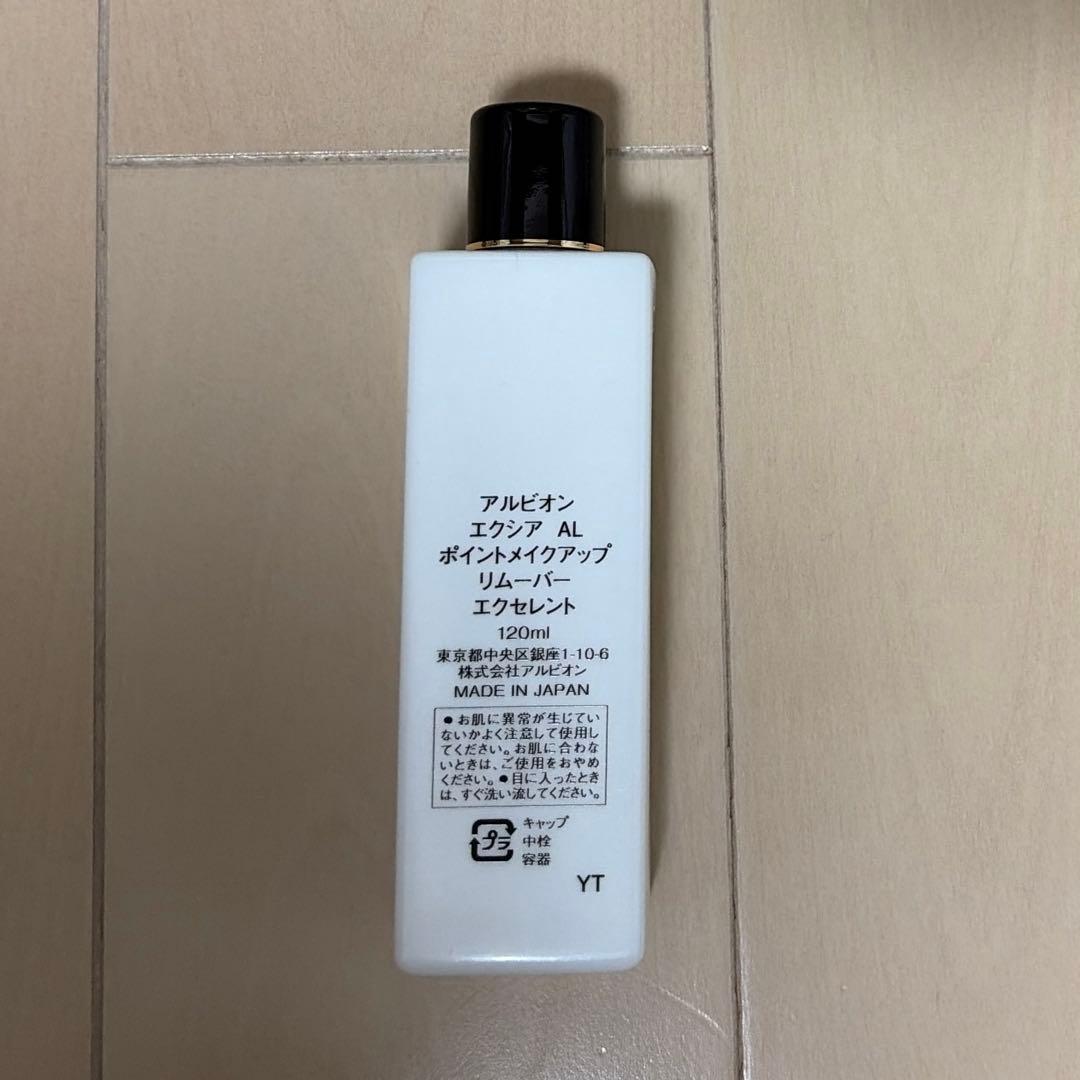 アルビオン
エクシア AL
ポイントメイクアップ
リムーバー
エクセレント
120ml
東京都中央区銀座1-10-6
株式会社アルビオン
MADE IN JAPAN
●お肌に異常が生じてい
ないかよく注意して使用し
てください。お肌に合わな
いときは、ご使用をおやめ
ください。●目に入ったとき
は、すぐ洗い流してください。
プラ
キャップ
中栓
容器
YT